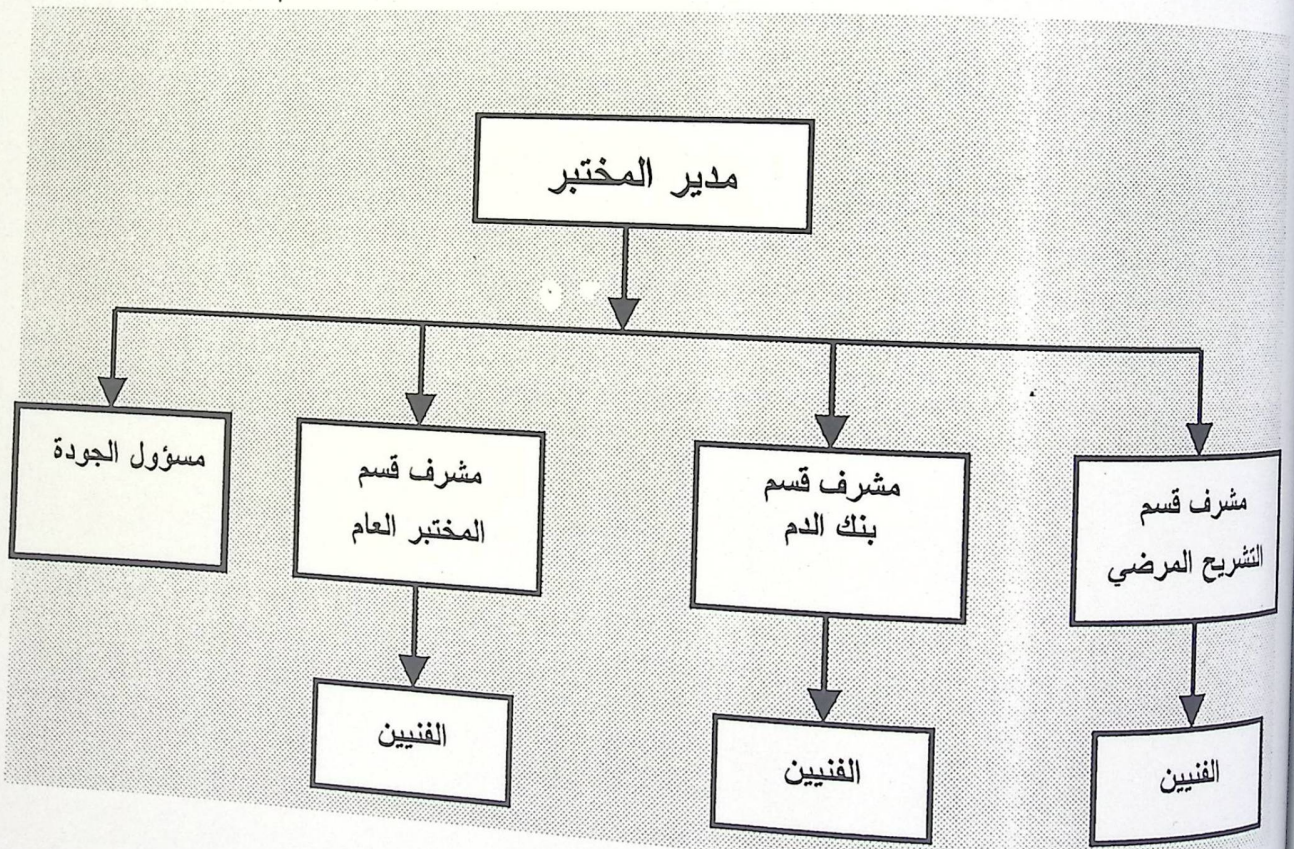 مدير المختبر
مشرف قسم
التشريح المرضي
مشرف قسم
بنك الدم
مشرف قسم
المختبر العام
مسؤول الجودة
الفنيين
الفنيين
الفنيين